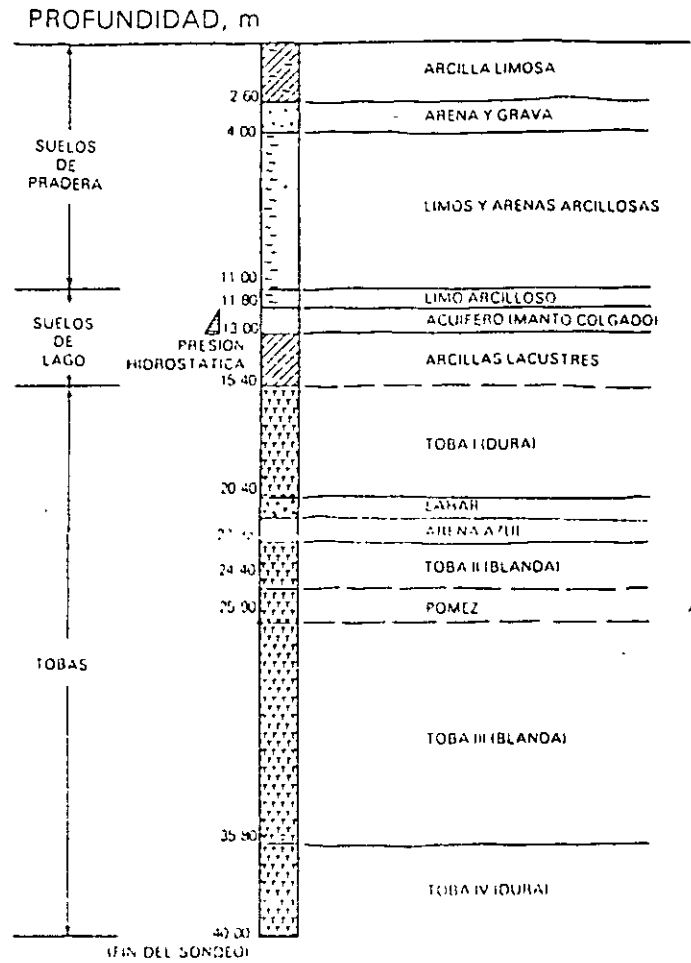 PROFUNDIDAD, m
ARCILLA LIMOSA
2.60
ARENA Y GRAVA
4.00
SUELOS
DE
PRADERA
LIMOS Y ARENAS ARCILLOSAS
11.00
LIMO ARCILLOSO
11.80
ACUIFERO (MANTO COLGADO)
13.00
SUELOS
DE
LAGO
PRESION
HIDROSTATICA
ARCILLAS LACUSTRES
15.40
TOBA I (DURA)
20.40
LAHAR
ARENA AZUL
TOBA II (BLANDA)
24.40
POMEZ
TOBAS
TOBA III (BLANDA)
35.80
TOBA IV (DURA)
40.00
(FIN DEL SONDEO)